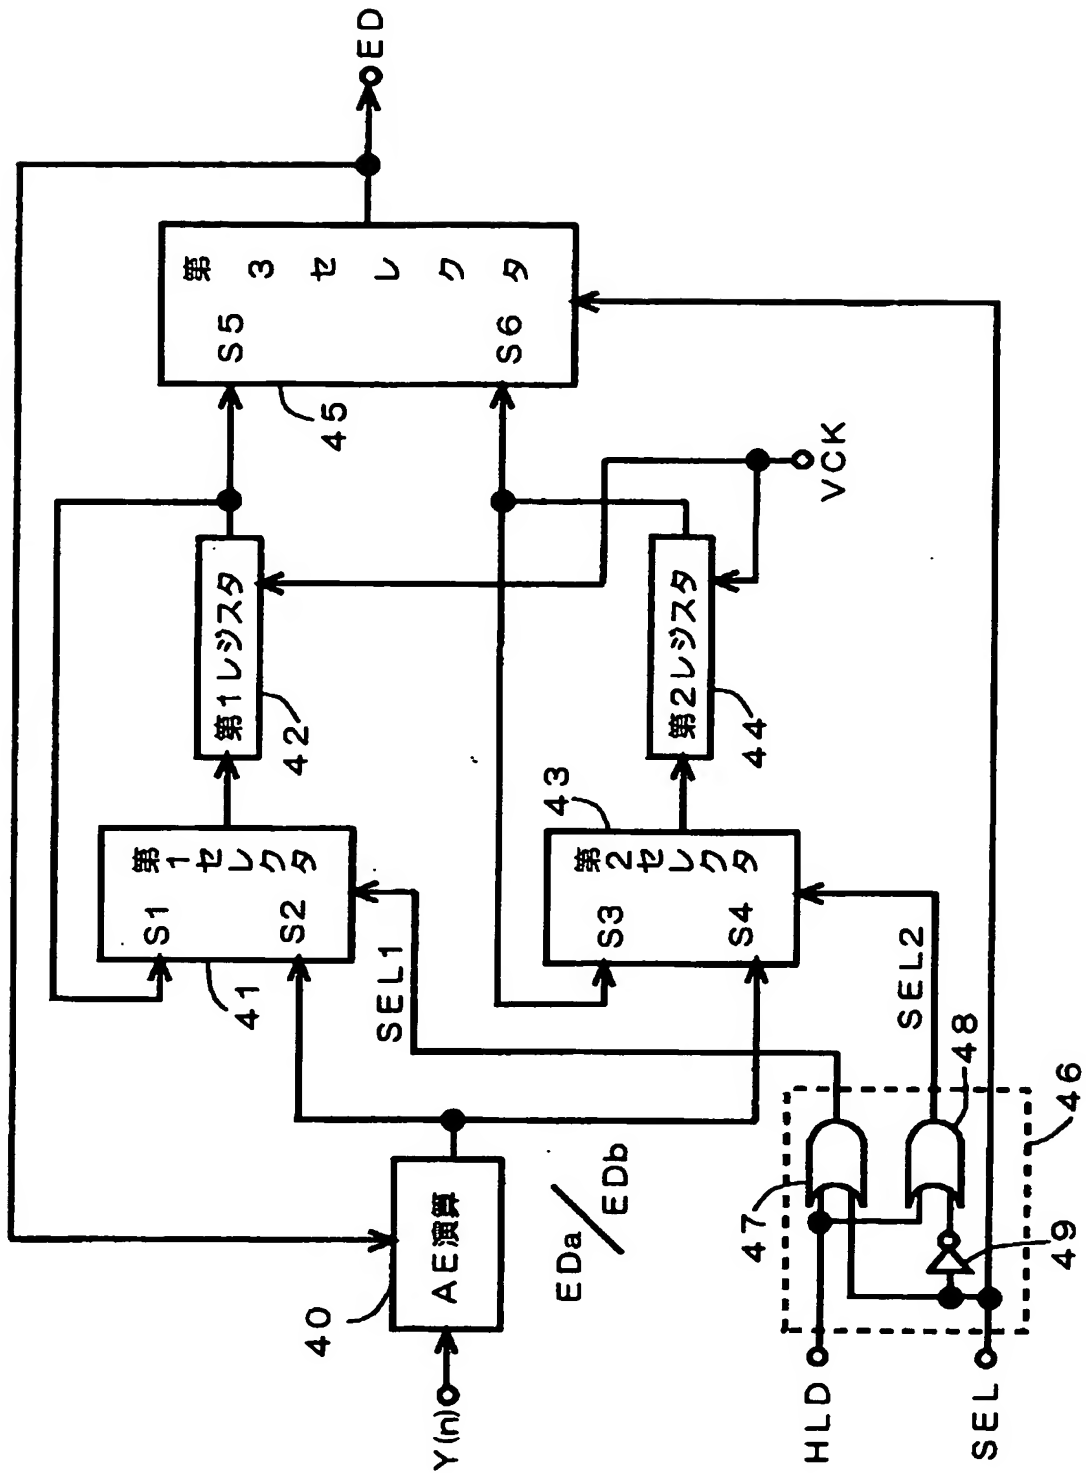 Y(n)
40
AE演算
EDa
EDb
HLD
SEL
46
47
48
49
SEL1
SEL2
41
S1
S2
第1セレクタ
43
S3
S4
第2セレクタ
第1レジスタ
42
第2レジスタ
44
VCK
45
S5
S6
第3セレクタ
ED